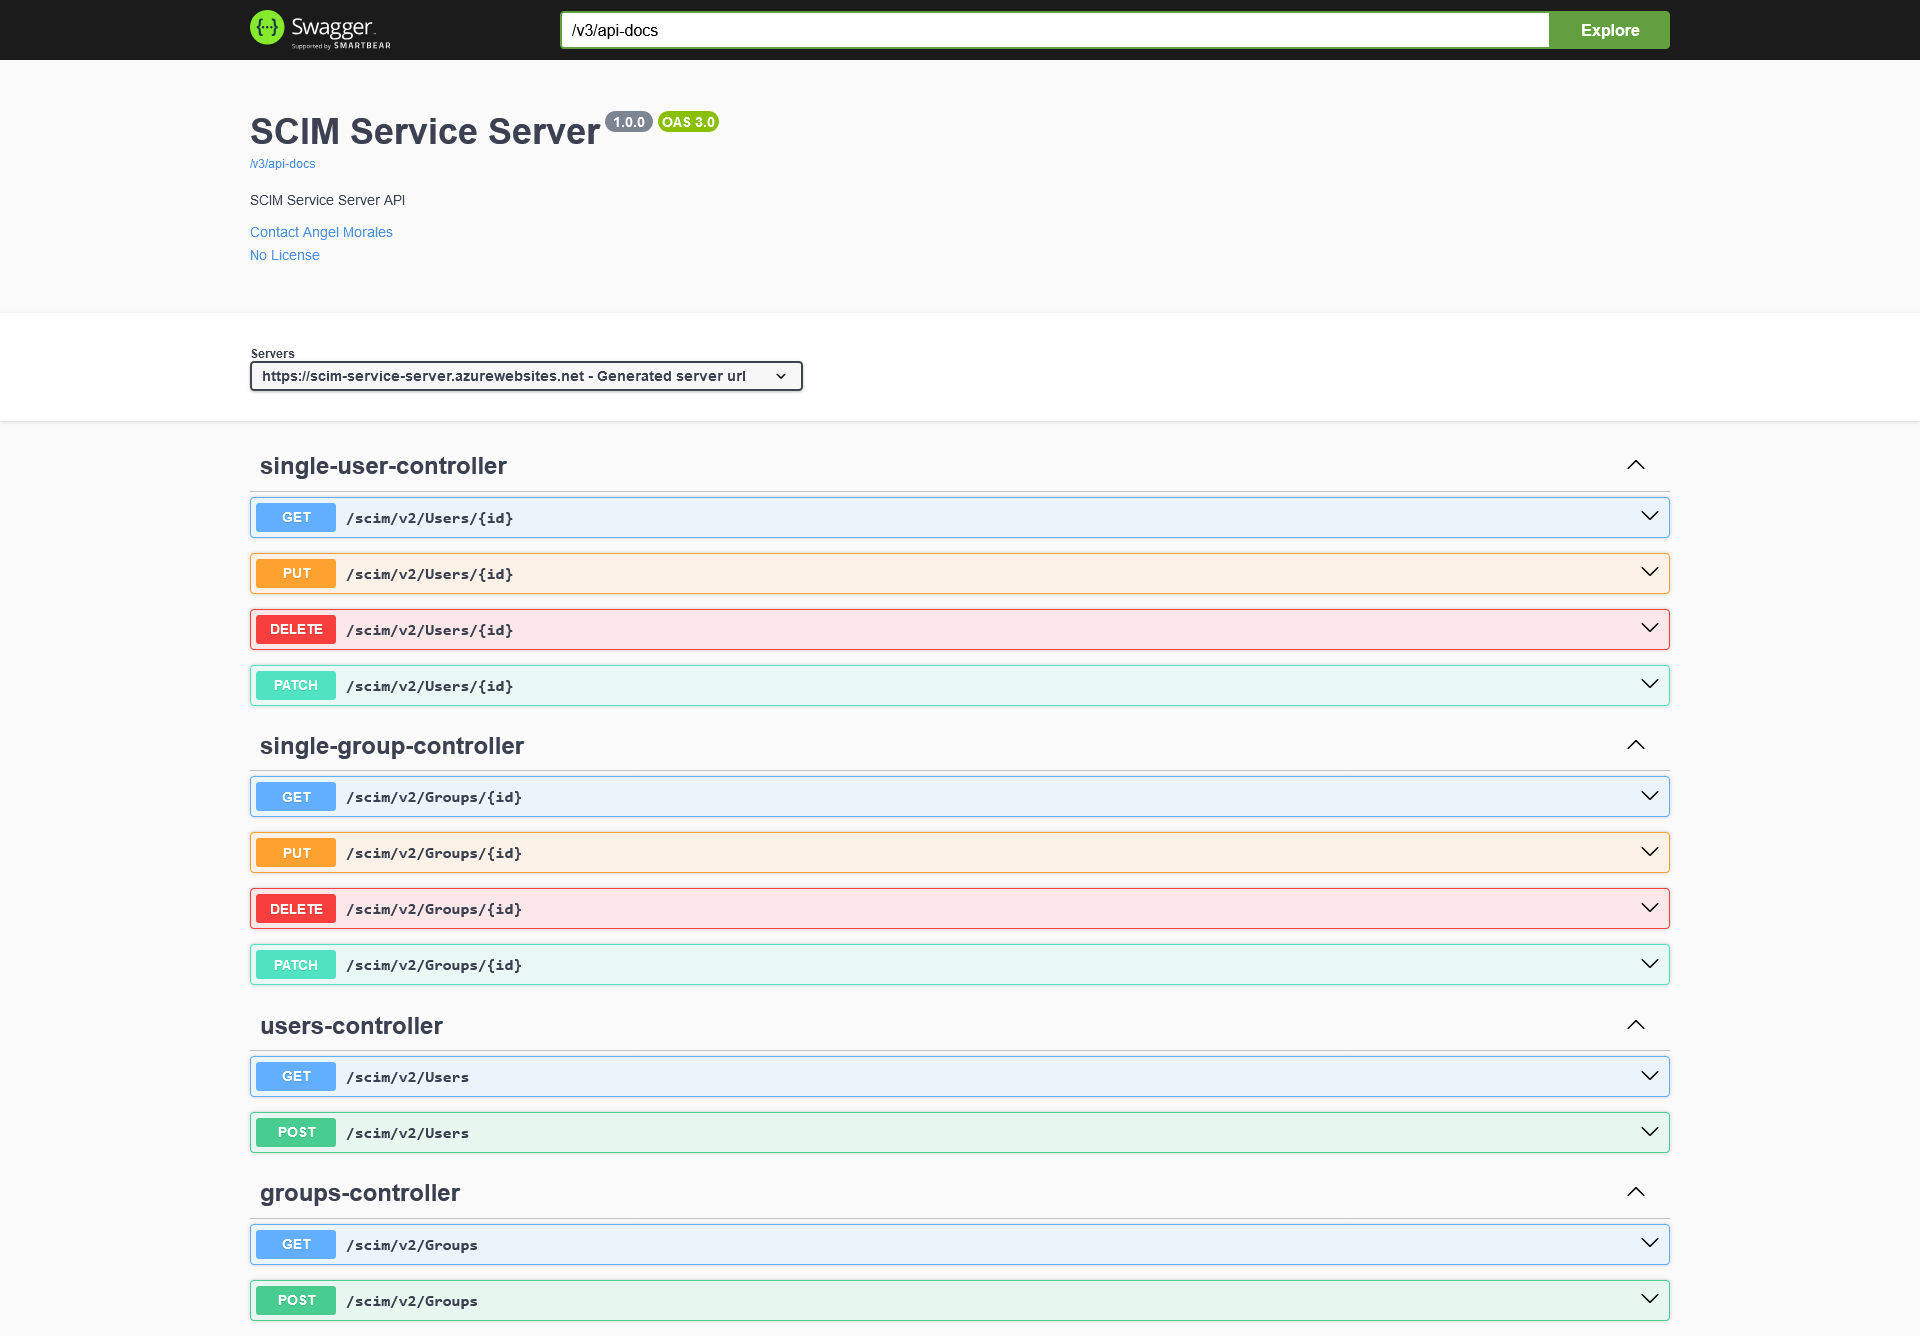 Swagger
Supported by SMARTBEAR
/v3/api-docs
Explore
SCIM Service Server 1.0.0 OAS 3.0
/v3/api-docs
SCIM Service Server API
Contact Angel Morales
No License
Servers
https://scim-service-server.azurewebsites.net - Generated server url
single-user-controller
GET /scim/v2/Users/{id}
PUT /scim/v2/Users/{id}
DELETE /scim/v2/Users/{id}
PATCH /scim/v2/Users/{id}
single-group-controller
GET /scim/v2/Groups/{id}
PUT /scim/v2/Groups/{id}
DELETE /scim/v2/Groups/{id}
PATCH /scim/v2/Groups/{id}
users-controller
GET /scim/v2/Users
POST /scim/v2/Users
groups-controller
GET /scim/v2/Groups
POST /scim/v2/Groups